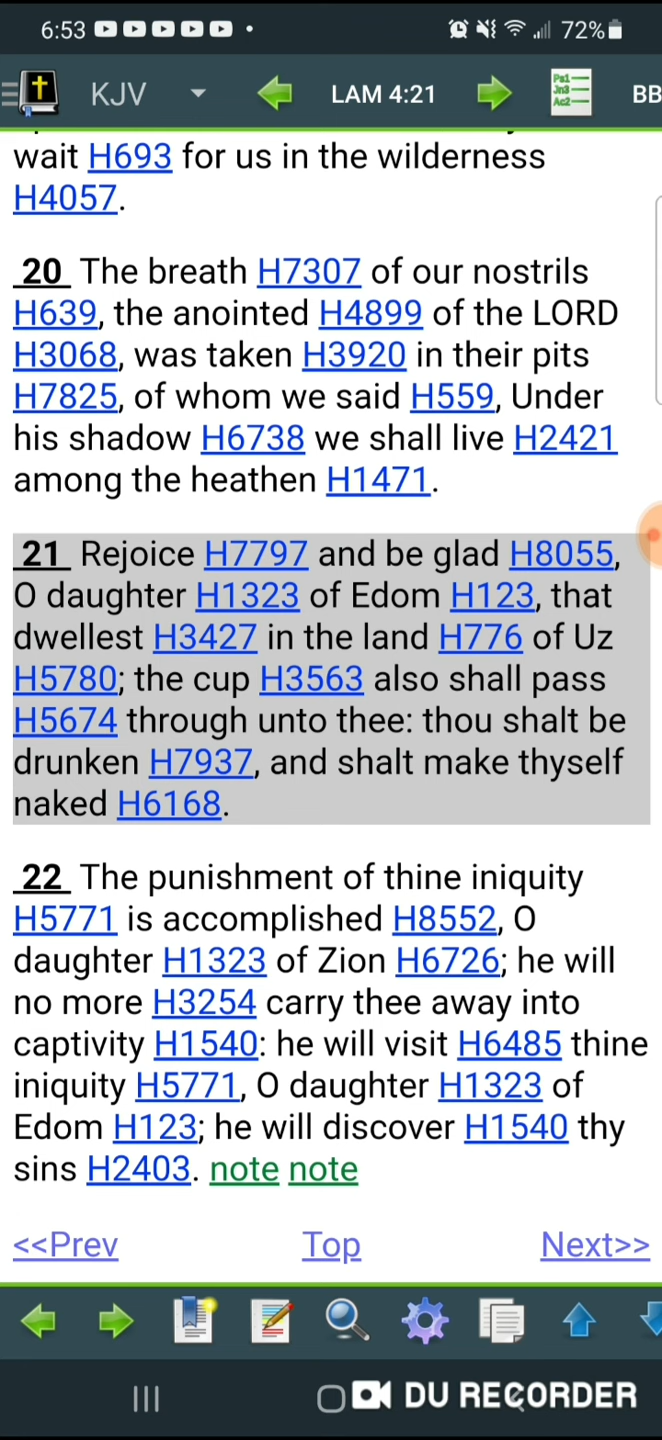 6:53 72%
KJV LAM 4:21 Ps1 Jn3 Ac2 BB
wait H693 for us in the wilderness
H4057.
20 The breath H7307 of our nostrils
H639, the anointed H4899 of the LORD
H3068, was taken H3920 in their pits
H7825, of whom we said H559, Under
his shadow H6738 we shall live H2421
among the heathen H1471.
21 Rejoice H7797 and be glad H8055,
O daughter H1323 of Edom H123, that
dwellest H3427 in the land H776 of Uz
H5780; the cup H3563 also shall pass
H5674 through unto thee: thou shalt be
drunken H7937, and shalt make thyself
naked H6168.
22 The punishment of thine iniquity
H5771 is accomplished H8552, O
daughter H1323 of Zion H6726; he will
no more H3254 carry thee away into
captivity H1540: he will visit H6485 thine
iniquity H5771, O daughter H1323 of
Edom H123; he will discover H1540 thy
sins H2403. note note
<<Prev Top Next>>
DU RECORDER